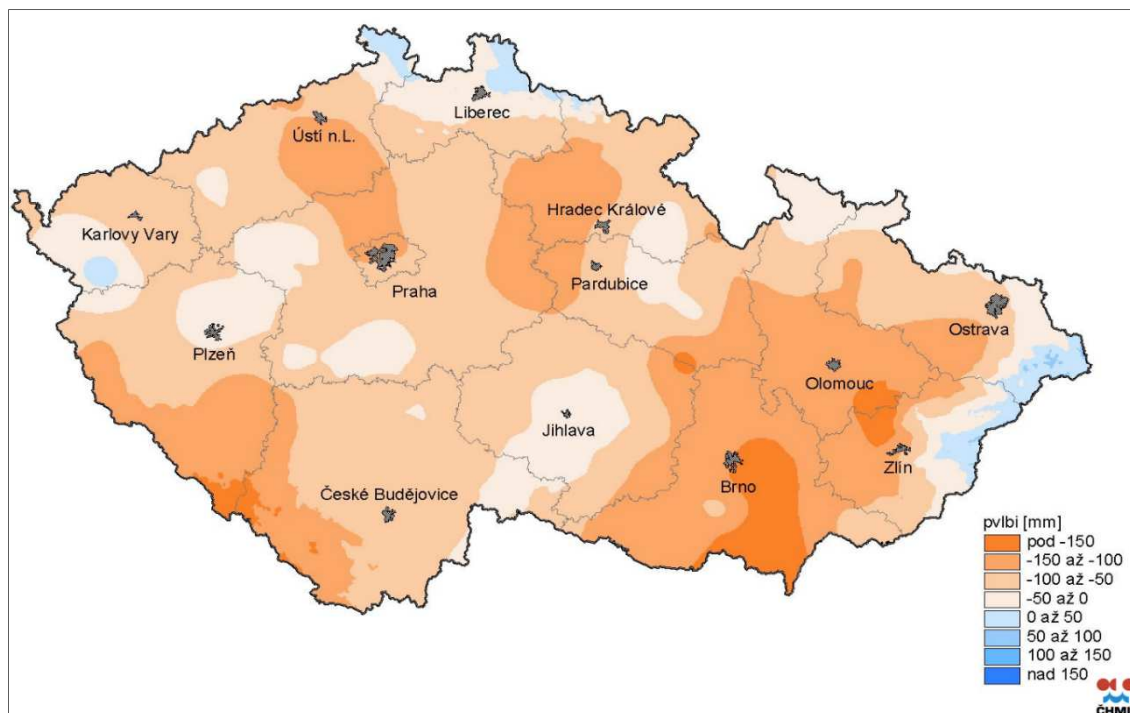 Liberec
Ústí n.L.
Hradec Králové
Karlovy Vary
Praha
Pardubice
Plzeň
Ostrava
Olomouc
Jihlava
Zlín
Brno
České Budějovice
pvlbi [mm]
pod -150
-150 až -100
-100 až -50
-50 až 0
0 až 50
50 až 100
100 až 150
nad 150